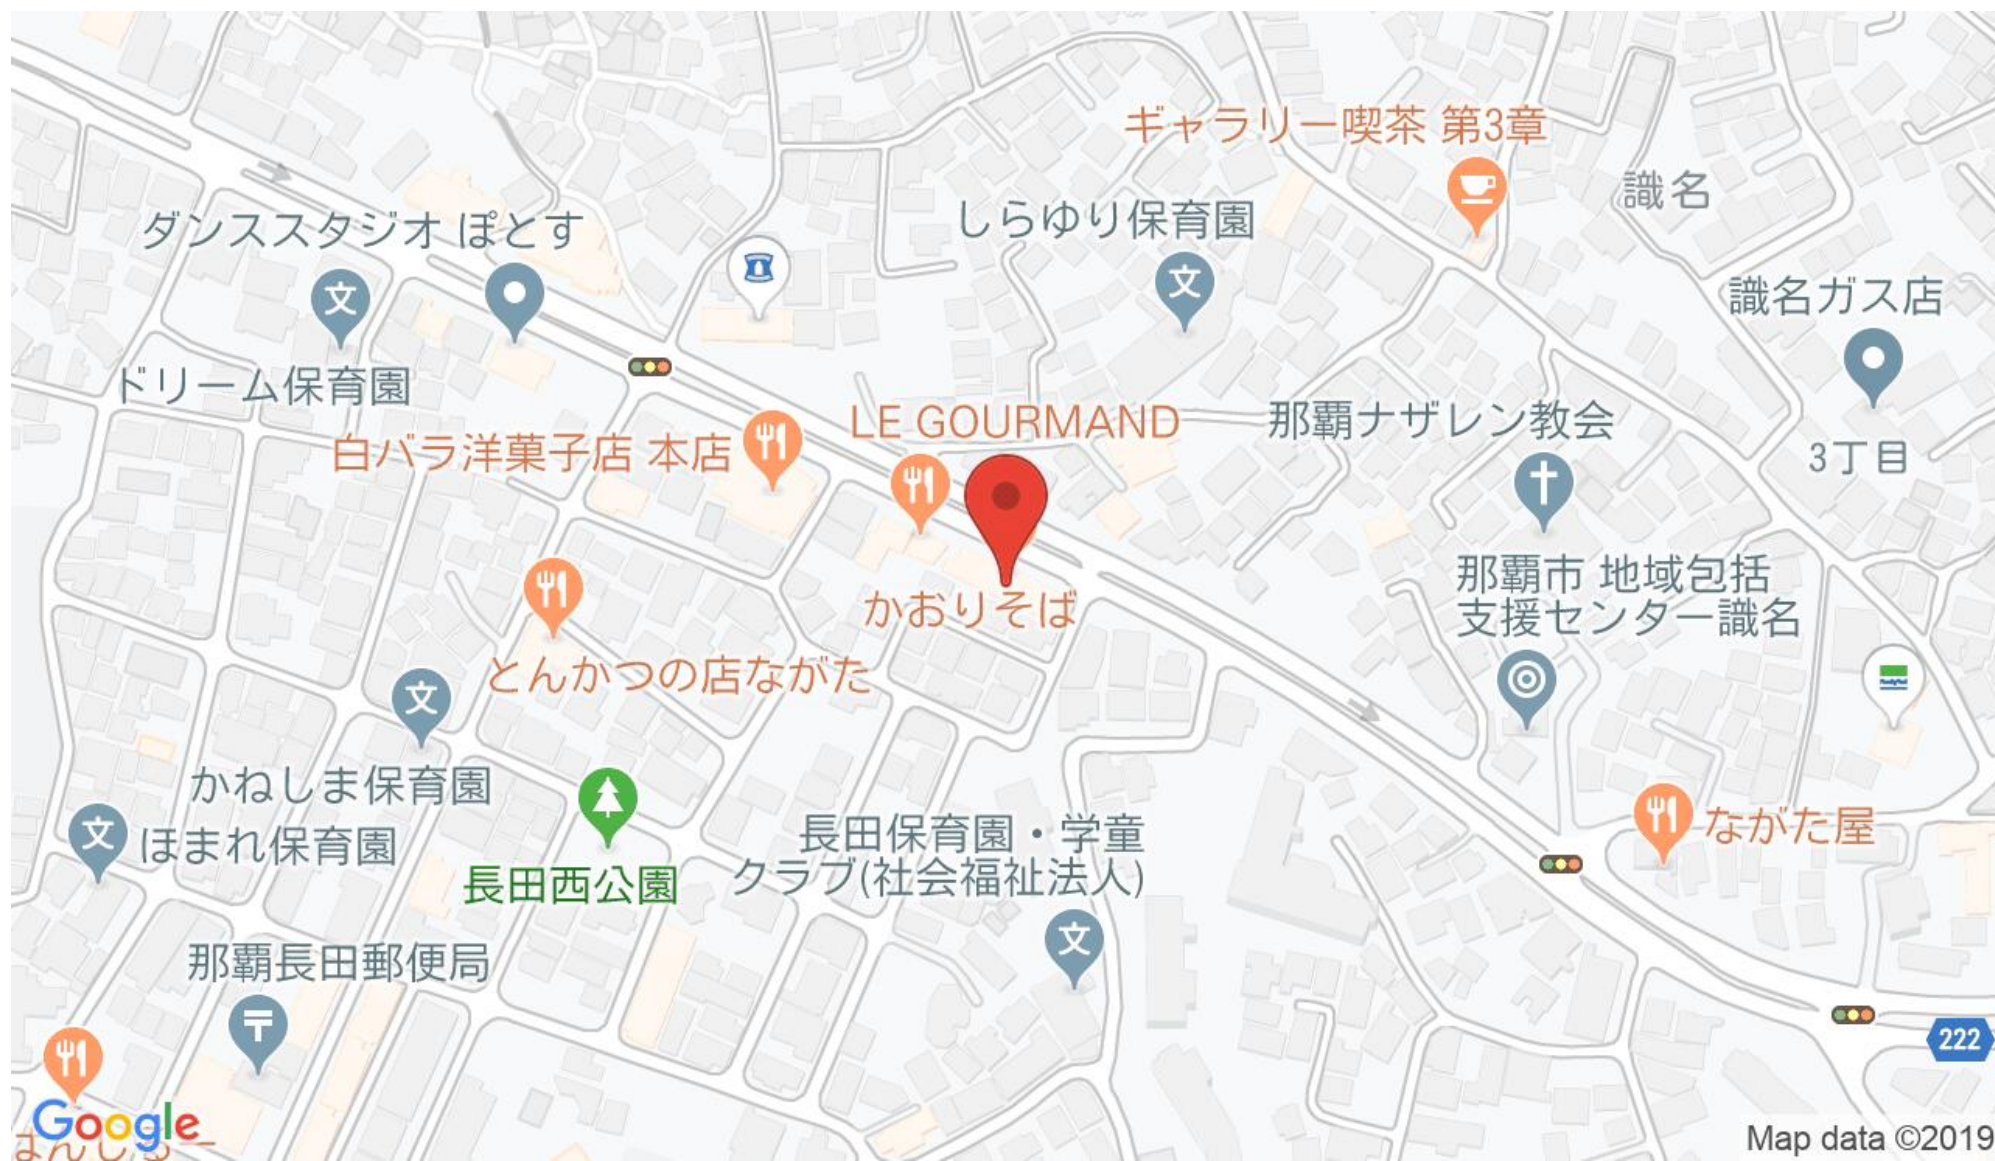 ギャラリー喫茶 第3章
識名
ダンススタジオ ぽとす
しらゆり保育園
識名ガス店
ドリーム保育園
LE GOURMAND
白バラ洋菓子店 本店
那覇ナザレン教会
3丁目
那覇市 地域包括
支援センター識名
かおりそば
とんかつの店ながた
かねしま保育園
ほまれ保育園
長田西公園
長田保育園・学童
クラブ(社会福祉法人)
ながた屋
那覇長田郵便局
222
Google
Map data ©2019